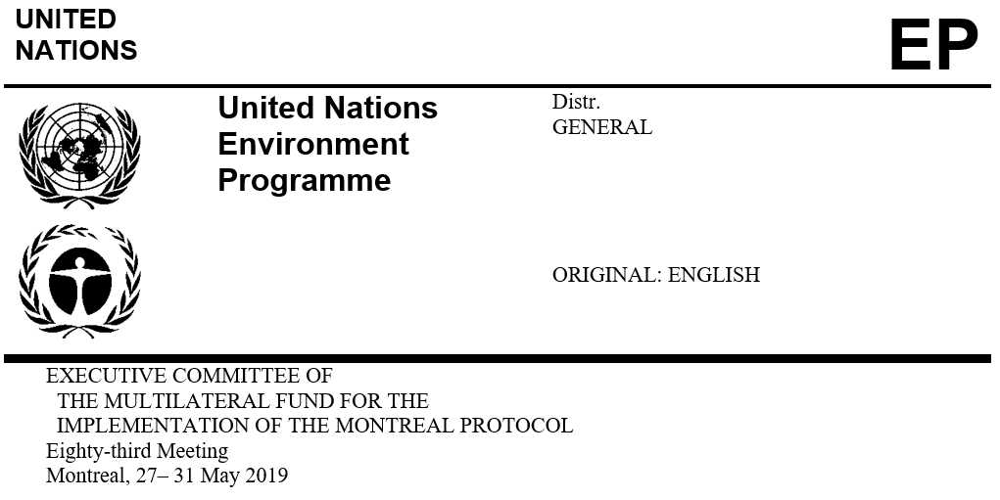 UNITED
NATIONS
EP
United Nations
Environment
Programme
Distr.
GENERAL
ORIGINAL: ENGLISH
EXECUTIVE COMMITTEE OF
THE MULTILATERAL FUND FOR THE
IMPLEMENTATION OF THE MONTREAL PROTOCOL
Eighty-third Meeting
Montreal, 27– 31 May 2019